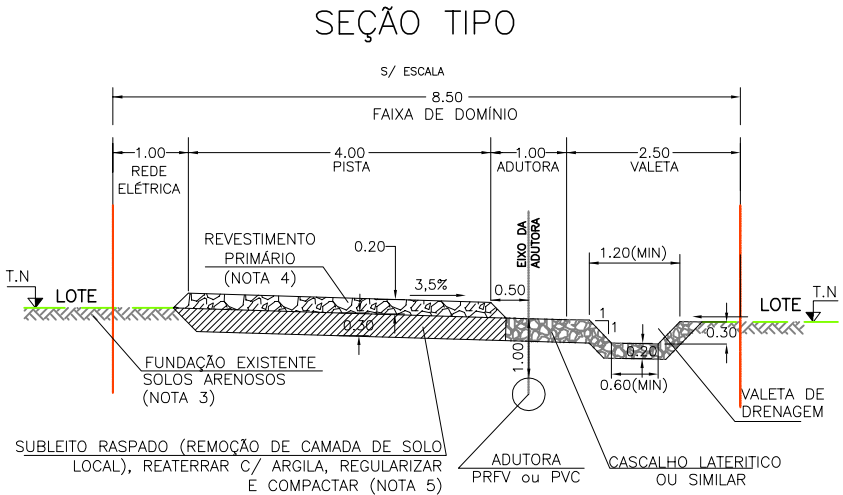 SEÇÃO TIPO
S/ ESCALA
8.50
FAIXA DE DOMÍNIO
1.00
REDE
ELÉTRICA
4.00
PISTA
1.00
ADUTORA
2.50
VALETA
REVESTIMENTO
PRIMÁRIO
(NOTA 4)
0.20
3,5%
0.50
EIXO DA
ADUTORA
1.20(MIN)
T.N
LOTE
LOTE
T.N
1
1
0.30
0.30
1.00
0.20
0.60(MIN)
FUNDAÇÃO EXISTENTE
SOLOS ARENOSOS
(NOTA 3)
VALETA DE
DRENAGEM
SUBLEITO RASPADO (REMOÇÃO DE CAMADA DE SOLO
LOCAL), REATERRAR C/ ARGILA, REGULARIZAR
E COMPACTAR (NOTA 5)
ADUTORA
PRFV ou PVC
CASCALHO LATERITICO
OU SIMILAR